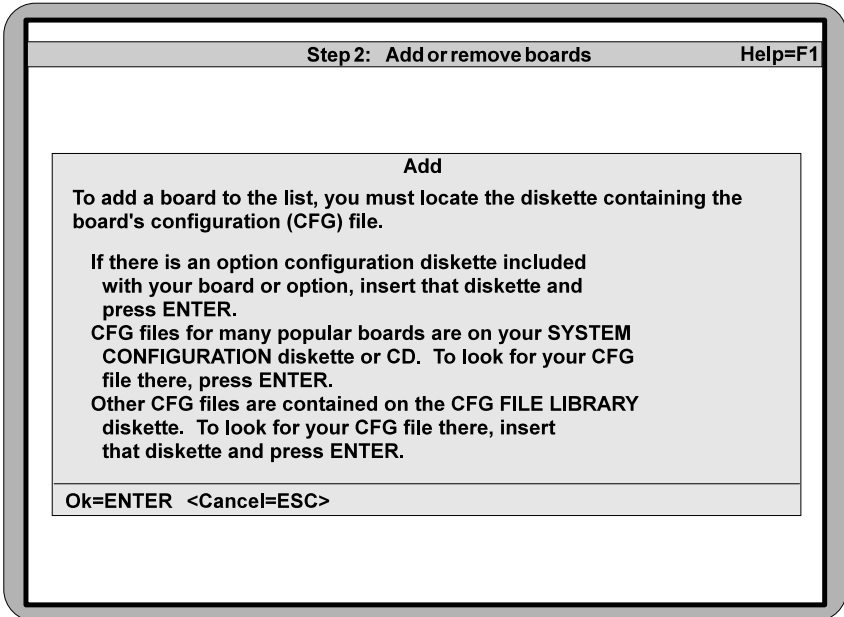 Step 2: Add or remove boards Help=F1
Add
To add a board to the list, you must locate the diskette containing the
board's configuration (CFG) file.
If there is an option configuration diskette included
with your board or option, insert that diskette and
press ENTER.
CFG files for many popular boards are on your SYSTEM
CONFIGURATION diskette or CD. To look for your CFG
file there, press ENTER.
Other CFG files are contained on the CFG FILE LIBRARY
diskette. To look for your CFG file there, insert
that diskette and press ENTER.
Ok=ENTER <Cancel=ESC>